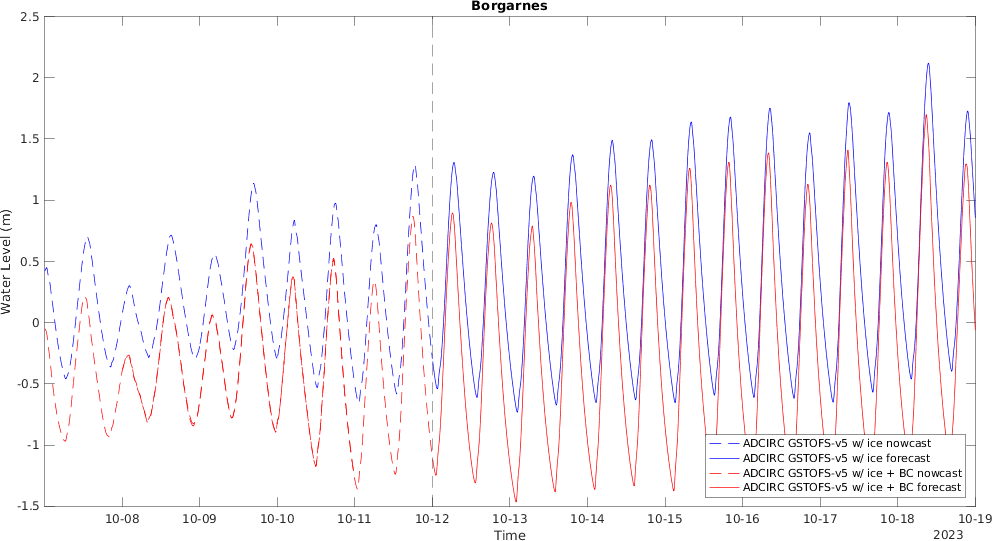 Borgarnes
Water Level (m)
2.5
2
1.5
1
0.5
0
-0.5
-1
-1.5
ADCIRC GSTOFS-v5 w/ ice nowcast
ADCIRC GSTOFS-v5 w/ ice forecast
ADCIRC GSTOFS-v5 w/ ice + BC nowcast
ADCIRC GSTOFS-v5 w/ ice + BC forecast
10-08 10-09 10-10 10-11 10-12 10-13 10-14 10-15 10-16 10-17 10-18 10-19
Time
2023